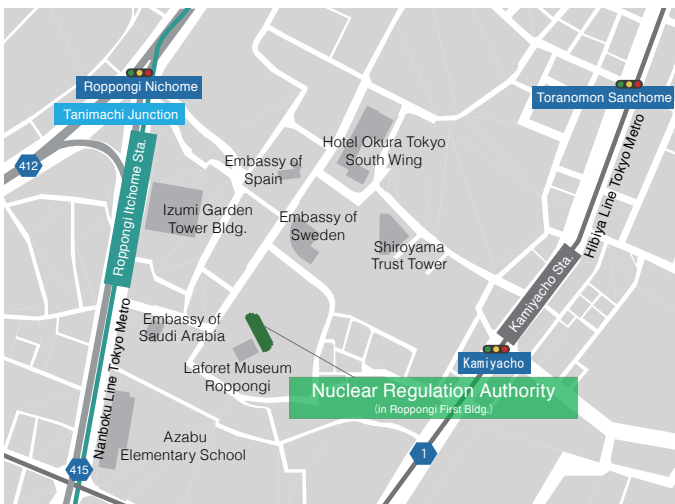 Roppongi Nichome
Tanimachi Junction
Toranomon Sanchome
412
Roppongi Itchome Sta.
Hotel Okura Tokyo
South Wing
Embassy of
Spain
Hibiya Line Tokyo Metro
Izumi Garden
Tower Bldg.
Embassy of
Sweden
Shiroyama
Trust Tower
Kamiyacho Sta.
Nanboku Line Tokyo Metro
Embassy of
Saudi Arabia
Laforet Museum
Roppongi
Kamiyacho
Nuclear Regulation Authority
(in Roppongi First Bldg.)
Azabu
Elementary School
1
415